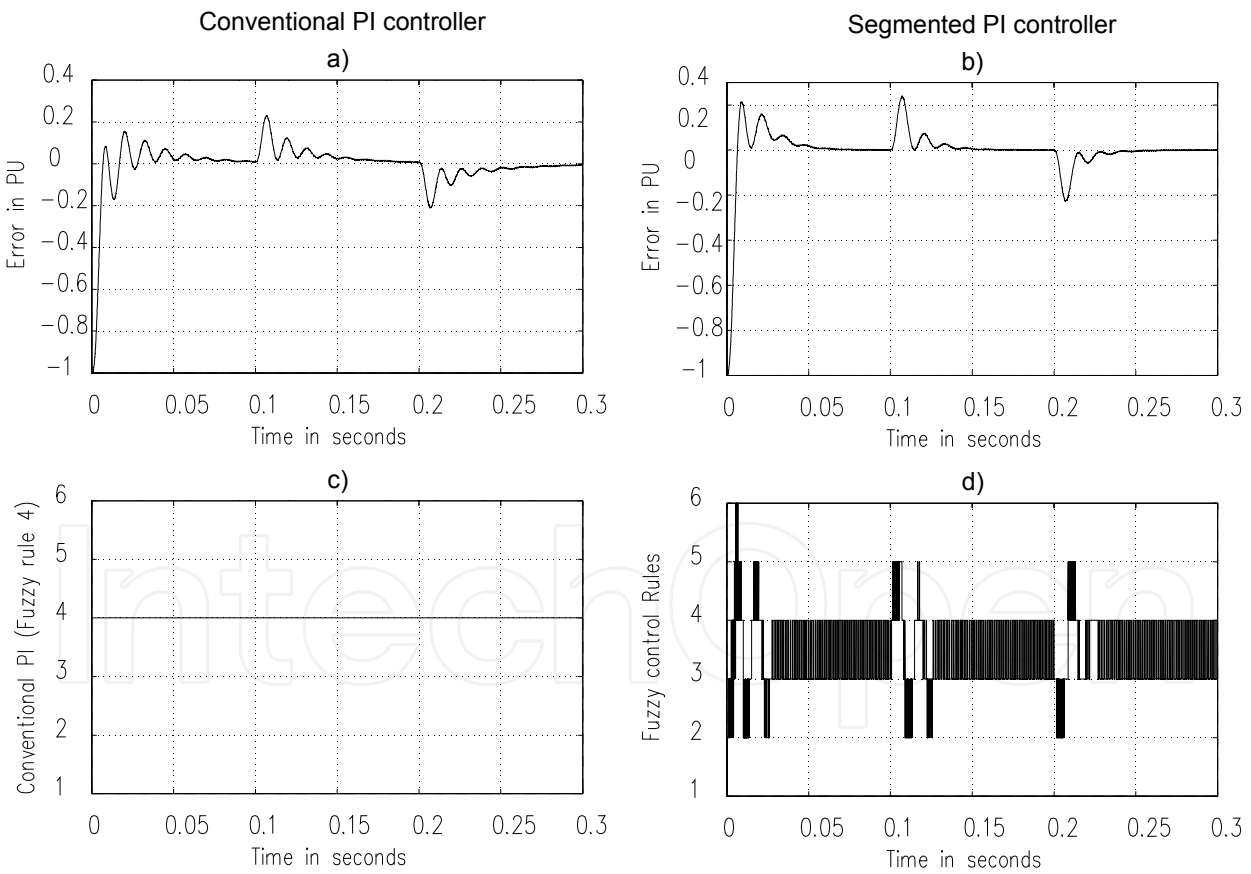 Conventional PI controller
a)
Error in PU
0.4
0.2
0
−0.2
−0.4
−0.6
−0.8
−1
0 0.05 0.1 0.15 0.2 0.25 0.3
Time in seconds
Segmented PI controller
b)
Error in PU
0.4
0.2
0
−0.2
−0.4
−0.6
−0.8
−1
0 0.05 0.1 0.15 0.2 0.25 0.3
Time in seconds
c)
Conventional PI (Fuzzy rule 4)
6
5
4
3
2
1
0 0.05 0.1 0.15 0.2 0.25 0.3
Time in seconds
d)
Fuzzy control Rules
6
5
4
3
2
1
0 0.05 0.1 0.15 0.2 0.25 0.3
Time in seconds
IntechOpen